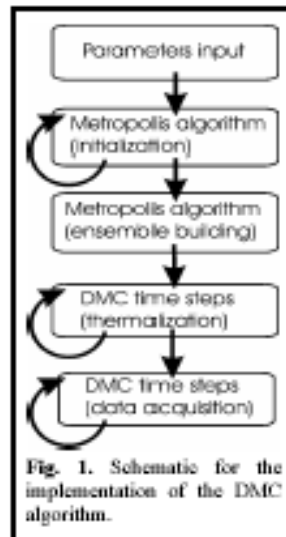 Parameters input
Metropolis algorithm
(initialization)
Metropolis algorithm
(ensembile building)
DMC time steps
(thermalization)
DMC time steps
(data acquisition)
Fig. 1. Schematic for the
implementation of the DMC
algorithm.